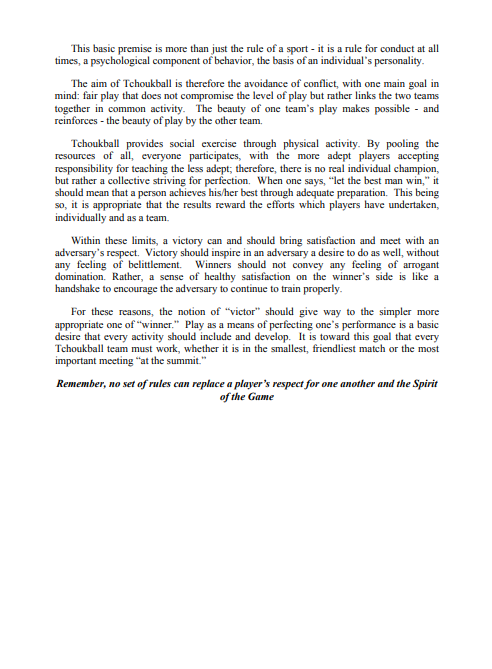 This basic premise is more than just the rule of a sport - it is a rule for conduct at all
times, a psychological component of behavior, the basis of an individual's personality.
The aim of Tchoukball is therefore the avoidance of conflict, with one main goal in
mind: fair play that does not compromise the level of play but rather links the two teams
together in common activity. The beauty of one team's play makes possible - and
reinforces - the beauty of play by the other team.
Tchoukball provides social exercise through physical activity. By pooling the
resources of all, everyone participates, with the more adept players accepting
responsibility for teaching the less adept; therefore, there is no real individual champion,
but rather a collective striving for perfection. When one says, “let the best man win,” it
should mean that a person achieves his/her best through adequate preparation. This being
so, it is appropriate that the results reward the efforts which players have undertaken,
individually and as a team.
Within these limits, a victory can and should bring satisfaction and meet with an
adversary's respect. Victory should inspire in an adversary a desire to do as well, without
any feeling of belittlement. Winners should not convey any feeling of arrogant
domination. Rather, a sense of healthy satisfaction on the winner's side is like a
handshake to encourage the adversary to continue to train properly.
For these reasons, the notion of “victor” should give way to the simpler more
appropriate one of “winner.” Play as a means of perfecting one's performance is a basic
desire that every activity should include and develop. It is toward this goal that every
Tchoukball team must work, whether it is in the smallest, friendliest match or the most
important meeting “at the summit.”
Remember, no set of rules can replace a player's respect for one another and the Spirit
of the Game